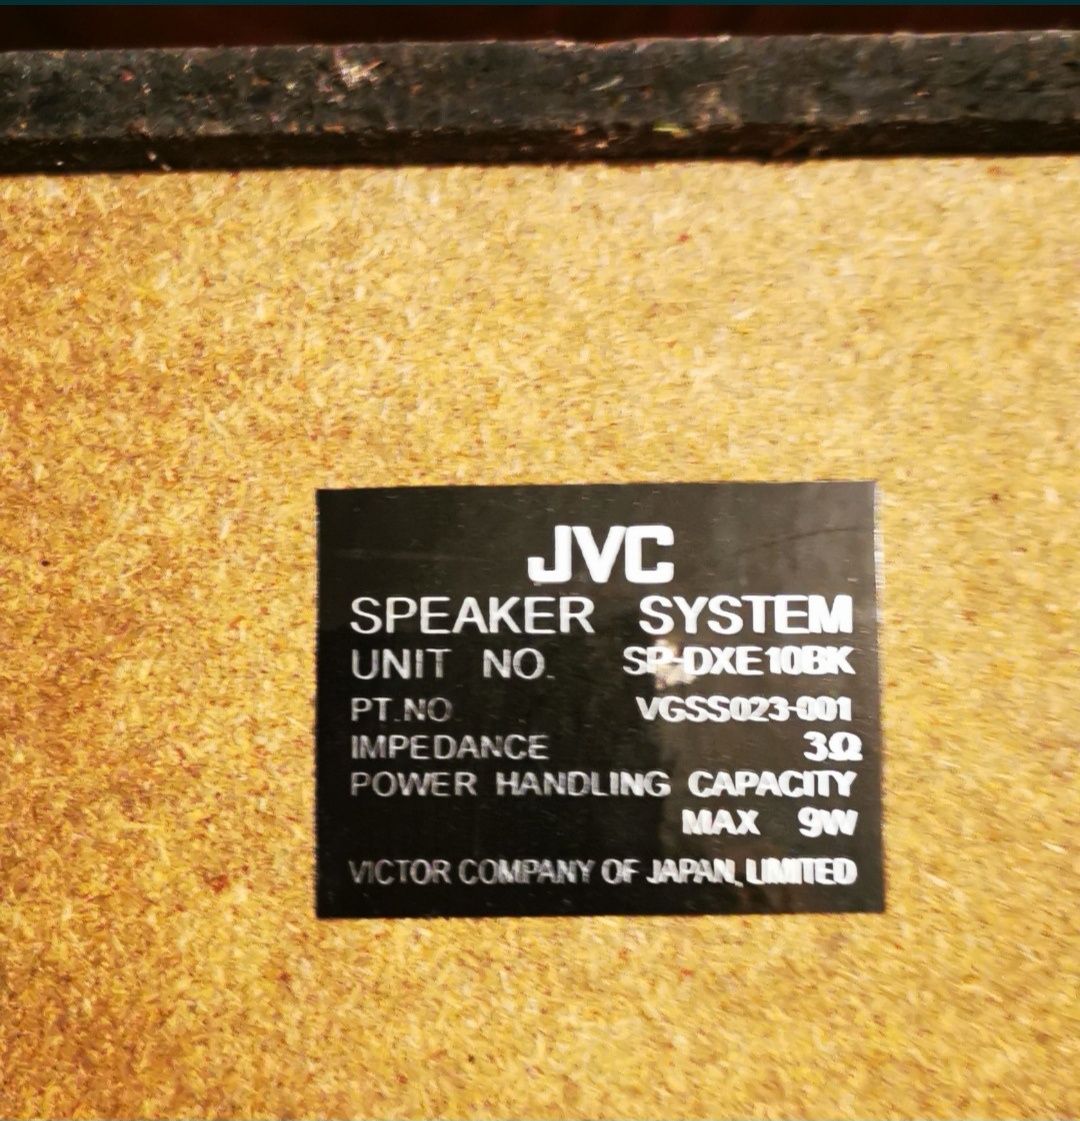 JVC
SPEAKER SYSTEM
UNIT NO. SP-DXE10BK
PT.NO VGSS023-001
IMPEDANCE 3Ω
POWER HANDLING CAPACITY
MAX 9W
VICTOR COMPANY OF JAPAN, LIMITED